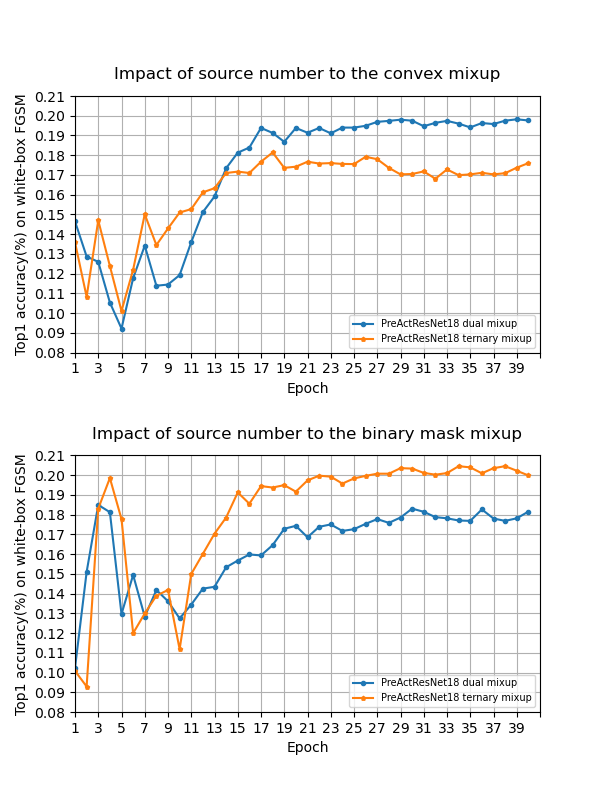 Impact of source number to the convex mixup
Top1 accuracy(%) on white-box FGSM
0.21
0.20
0.19
0.18
0.17
0.16
0.15
0.14
0.13
0.12
0.11
0.10
0.09
0.08
PreActResNet18 dual mixup
PreActResNet18 ternary mixup
1 3 5 7 9 11 13 15 17 19 21 23 25 27 29 31 33 35 37 39
Epoch
Impact of source number to the binary mask mixup
Top1 accuracy(%) on white-box FGSM
0.21
0.20
0.19
0.18
0.17
0.16
0.15
0.14
0.13
0.12
0.11
0.10
0.09
0.08
PreActResNet18 dual mixup
PreActResNet18 ternary mixup
1 3 5 7 9 11 13 15 17 19 21 23 25 27 29 31 33 35 37 39
Epoch